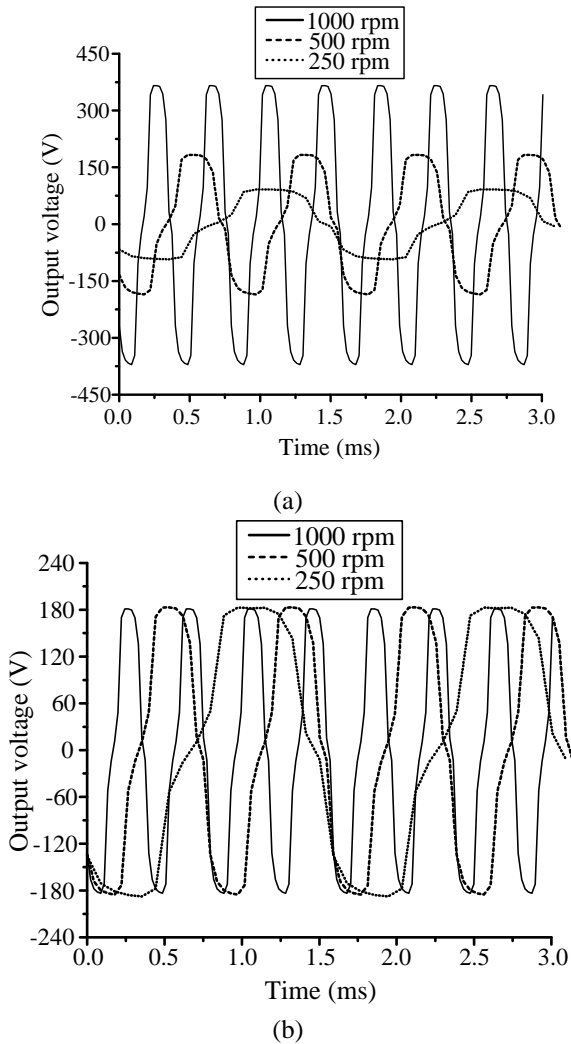 1000 rpm
500 rpm
250 rpm
450
300
150
0
-150
-300
-450
Output voltage (V)
0.0 0.5 1.0 1.5 2.0 2.5 3.0
Time (ms)
(a)
1000 rpm
500 rpm
250 rpm
240
180
120
60
0
-60
-120
-180
-240
Output voltage (V)
0.0 0.5 1.0 1.5 2.0 2.5 3.0
Time (ms)
(b)